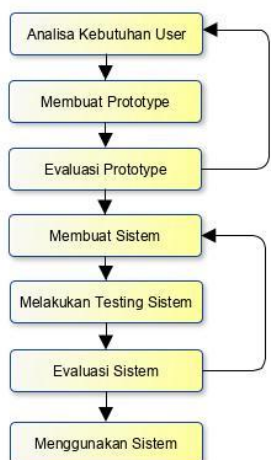 Analisa Kebutuhan User
Membuat Prototype
Evaluasi Prototype
Membuat Sistem
Melakukan Testing Sistem
Evaluasi Sistem
Menggunakan Sistem